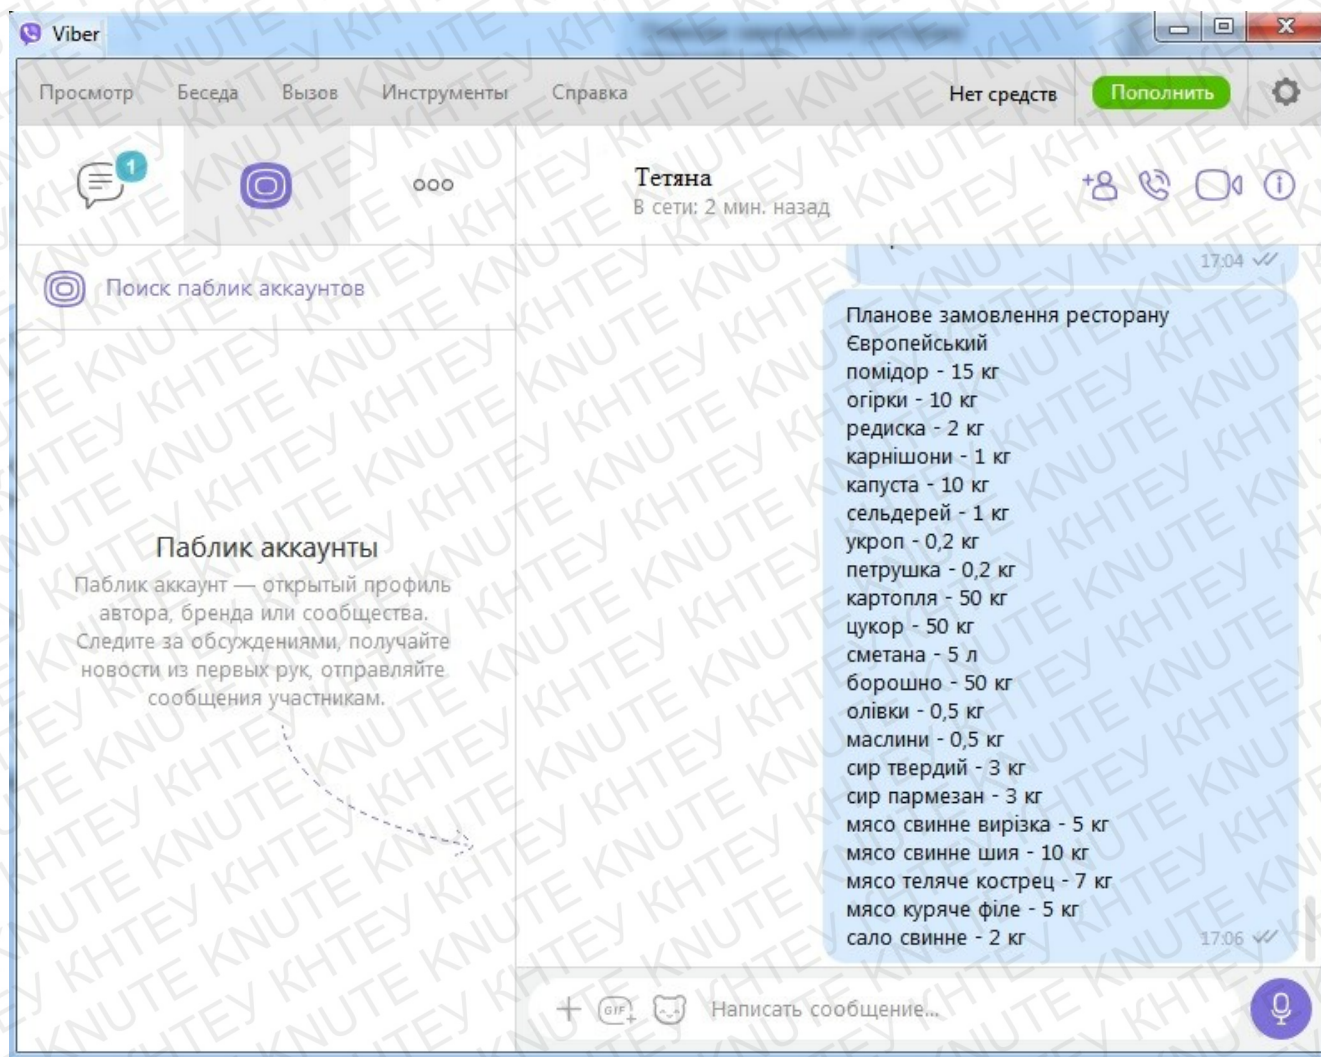 Viber
Просмотр Беседа Вызов Инструменты Справка Нет средств Пополнить
1
Тетяна
В сети: 2 мин. назад
Поиск паблик аккаунтов
Паблик аккаунты
Паблик аккаунт — открытый профиль
автора, бренда или сообщества.
Следите за обсуждениями, получайте
новости из первых рук, отправляйте
сообщения участникам.
17:04
Планове замовлення ресторану
Європейський
помідор - 15 кг
огірки - 10 кг
редиска - 2 кг
карнішони - 1 кг
капуста - 10 кг
сельдерей - 1 кг
укроп - 0,2 кг
петрушка - 0,2 кг
картопля - 50 кг
цукор - 50 кг
сметана - 5 л
борошно - 50 кг
олівки - 0,5 кг
маслини - 0,5 кг
сир твердий - 3 кг
сир пармезан - 3 кг
мясо свинне вирізка - 5 кг
мясо свинне шия - 10 кг
мясо теляче кострец - 7 кг
мясо куряче філе - 5 кг
сало свинне - 2 кг
17:06
GIF
Написать сообщение...
KNUTE КНТЕУ